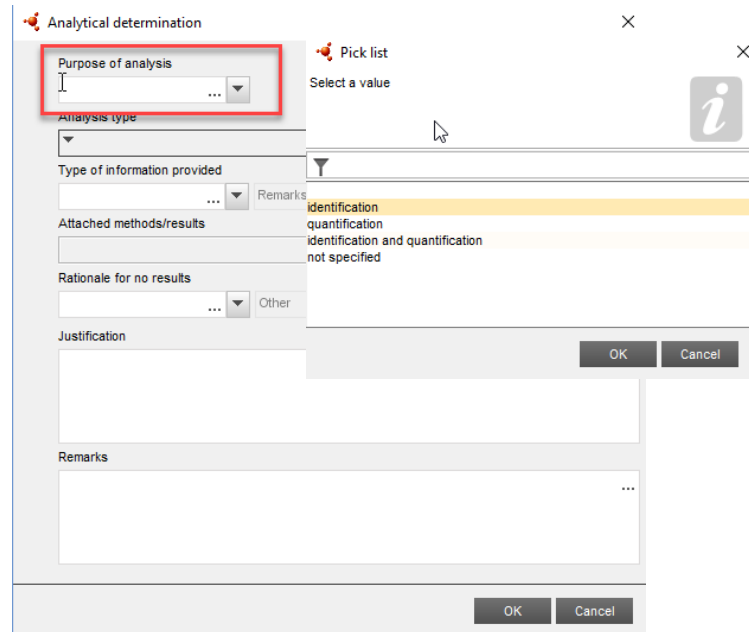 Analytical determination
Purpose of analysis
...
Analysis type
Type of information provided
... Remarks
Attached methods/results
Rationale for no results
... Other
Justification
Remarks
...
OK Cancel
Pick list
Select a value
i
identification
quantification
identification and quantification
not specified
OK Cancel